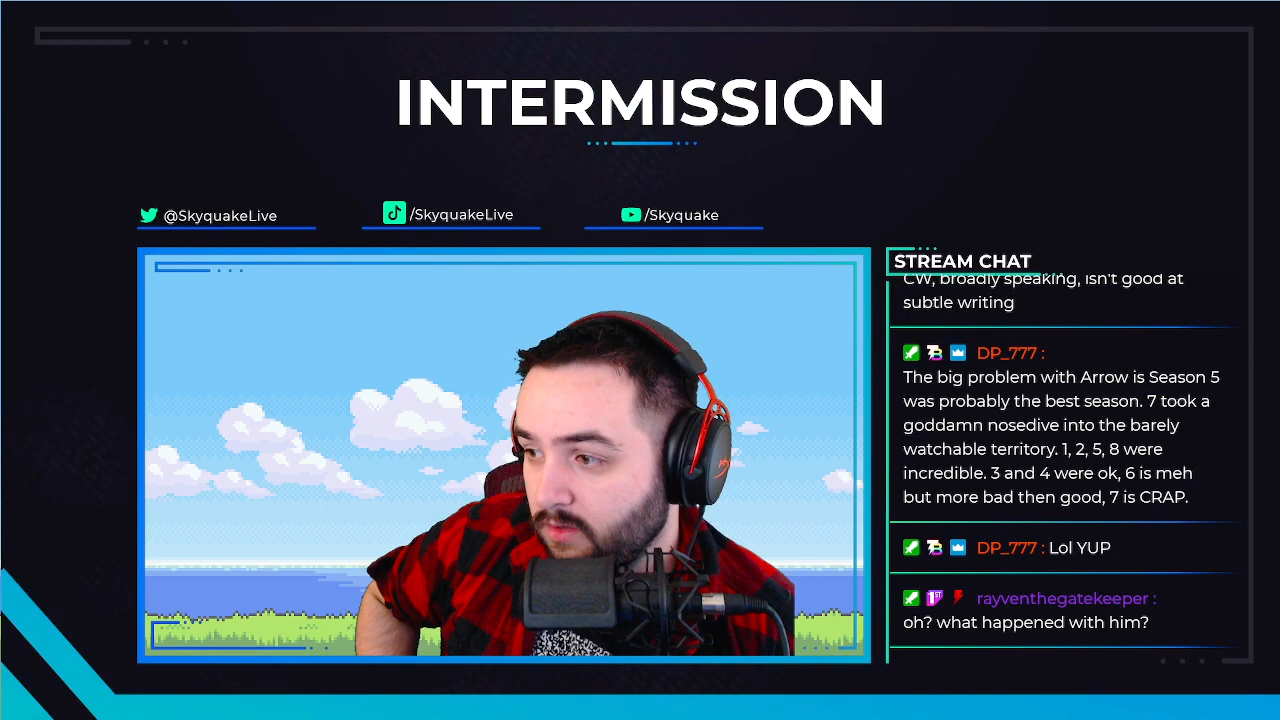 INTERMISSION
@SkyquakeLive
/SkyquakeLive
/Skyquake
STREAM CHAT
CW, broadly speaking, isn't good at
subtle writing
DP_777 :
The big problem with Arrow is Season 5
was probably the best season. 7 took a
goddamn nosedive into the barely
watchable territory. 1, 2, 5, 8 were
incredible. 3 and 4 were ok, 6 is meh
but more bad then good, 7 is CRAP.
DP_777 : Lol YUP
1ST rayventhegatekeeper :
oh? what happened with him?